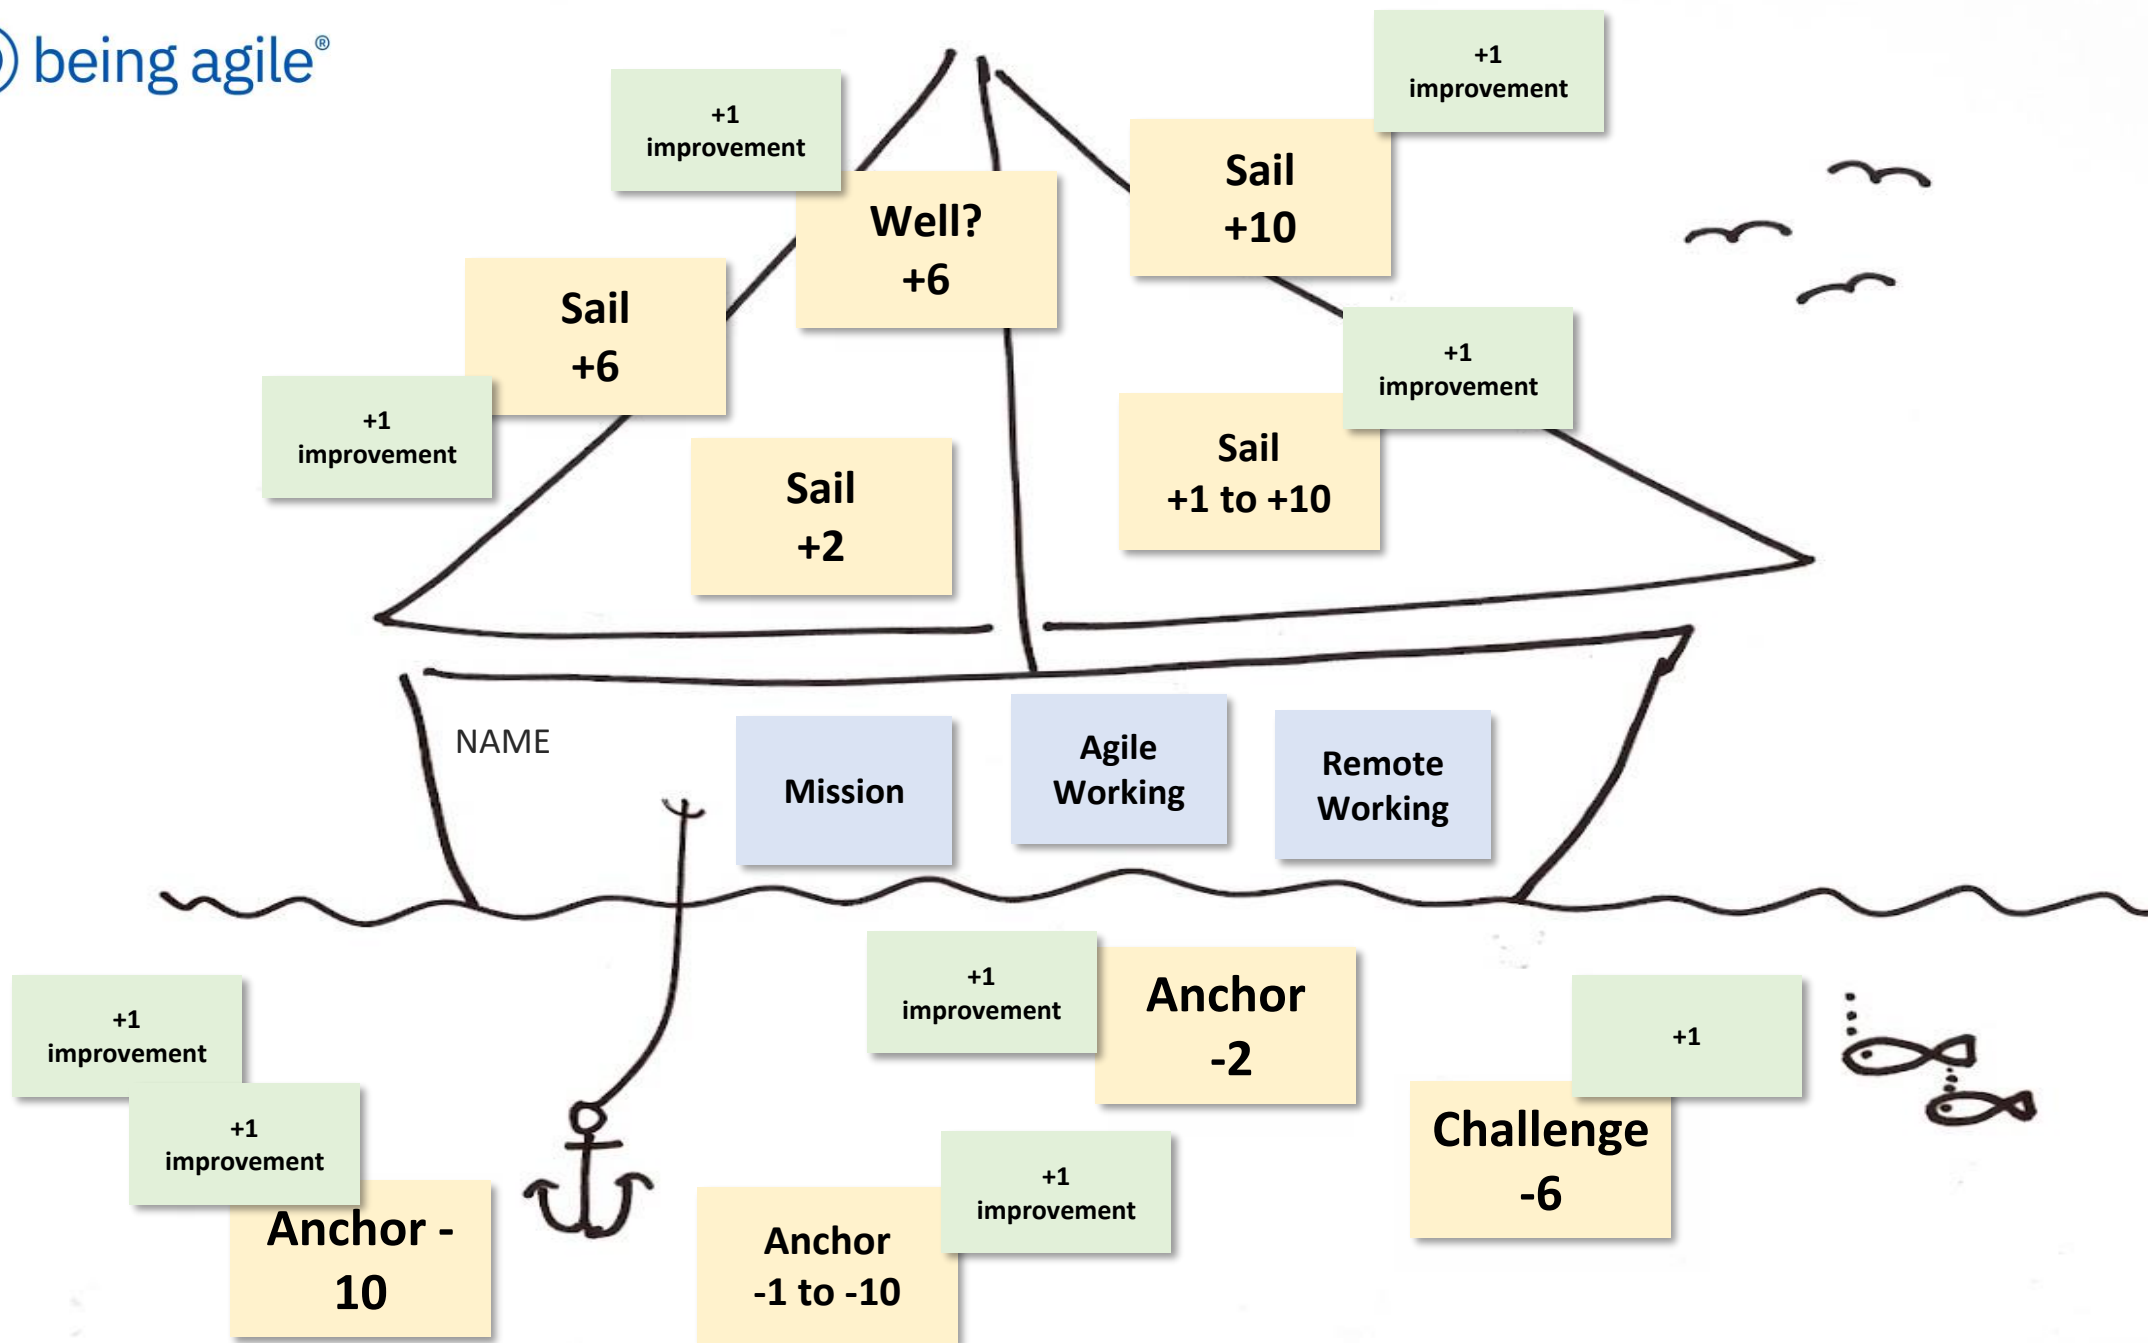 being agile®
+1
improvement
+1
improvement
Sail
+10
Well?
+6
Sail
+6
+1
improvement
+1
improvement
Sail
+2
Sail
+1 to +10
NAME
Mission
Agile
Working
Remote
Working
+1
improvement
Anchor
-2
+1
improvement
+1
+1
improvement
Challenge
-6
+1
improvement
Anchor -
10
Anchor
-1 to -10